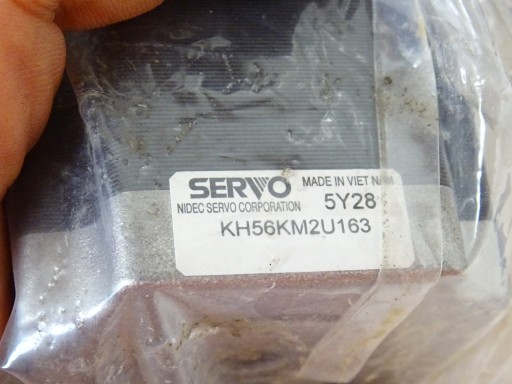 SERVO MADE IN VIET NAM
NIDEC SERVO CORPORATION 5Y28
KH56KM2U163